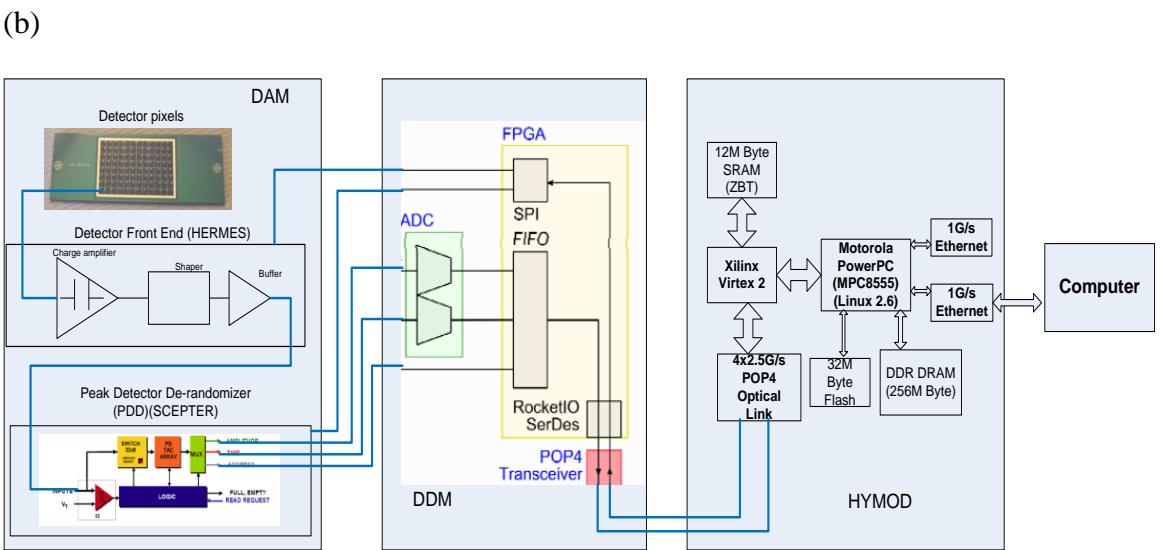 (b)
DAM
Detector pixels
Detector Front End (HERMES)
Charge amplifier
Shaper
Buffer
Peak Detector De-randomizer
(PDD)(SCEPTER)
SWITCH
PD
TAC
ARRAY
MUX
LOGIC
FULL, EMPTY
READ REQUEST
INPUTS
V_T
32
DDM
FPGA
SPI
ADC
FIFO
RocketIO
SerDes
POP4
Transceiver
HYMOD
12M Byte
SRAM
(ZBT)
Xilinx
Virtex 2
4x2.5G/s
POP4
Optical
Link
Motorola
PowerPC
(MPC8555)
(Linux 2.6)
1G/s
Ethernet
1G/s
Ethernet
32M
Byte
Flash
DDR DRAM
(256M Byte)
Computer